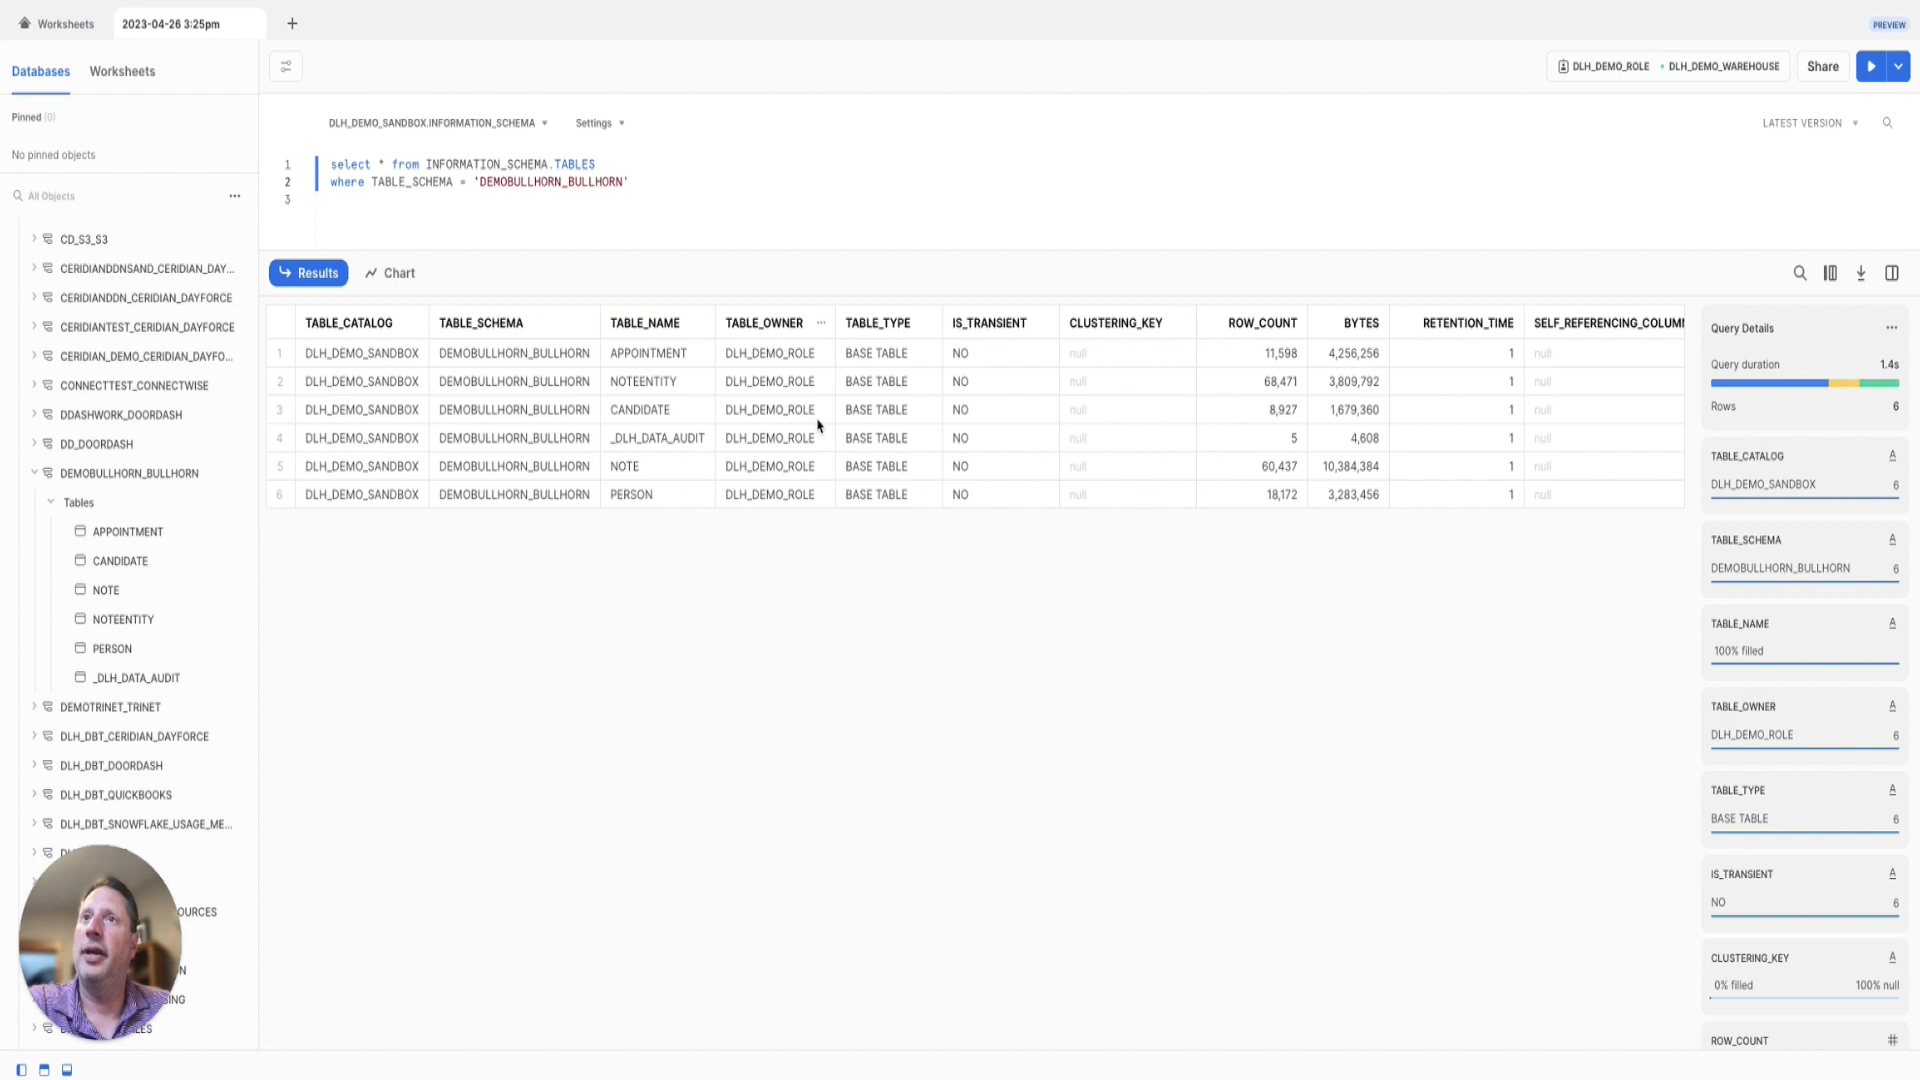 Worksheets
2023-04-26 3:25pm
PREVIEW
Databases
Worksheets
DLH_DEMO_ROLE
DLH_DEMO_WAREHOUSE
Share
Pinned (0)
No pinned objects
DLH_DEMO_SANDBOX.INFORMATION_SCHEMA
Settings
LATEST VERSION
1 select * from INFORMATION_SCHEMA.TABLES
2 where TABLE_SCHEMA = 'DEMOBULLHORN_BULLHORN'
3
All Objects
CD_S3_S3
CERIDIANDDNSAND_CERIDIAN_DAY...
CERIDIANDDN_CERIDIAN_DAYFORCE
CERIDIANTEST_CERIDIAN_DAYFORCE
CERIDIAN_DEMO_CERIDIAN_DAYFO...
CONNECTTEST_CONNECTWISE
DDASHWORK_DOORDASH
DD_DOORDASH
DEMOBULLHORN_BULLHORN
Tables
APPOINTMENT
CANDIDATE
NOTE
NOTEENTITY
PERSON
_DLH_DATA_AUDIT
DEMOTRINET_TRINET
DLH_DBT_CERIDIAN_DAYFORCE
DLH_DBT_DOORDASH
DLH_DBT_QUICKBOOKS
DLH_DBT_SNOWFLAKE_USAGE_ME...
OURCES
Results
Chart
TABLE_CATALOG TABLE_SCHEMA TABLE_NAME TABLE_OWNER ... TABLE_TYPE IS_TRANSIENT CLUSTERING_KEY ROW_COUNT BYTES RETENTION_TIME SELF_REFERENCING_COLUM
1 DLH_DEMO_SANDBOX DEMOBULLHORN_BULLHORN APPOINTMENT DLH_DEMO_ROLE BASE TABLE NO null 11,598 4,256,256 1 null
2 DLH_DEMO_SANDBOX DEMOBULLHORN_BULLHORN NOTEENTITY DLH_DEMO_ROLE BASE TABLE NO null 68,471 3,809,792 1 null
3 DLH_DEMO_SANDBOX DEMOBULLHORN_BULLHORN CANDIDATE DLH_DEMO_ROLE BASE TABLE NO null 8,927 1,679,360 1 null
4 DLH_DEMO_SANDBOX DEMOBULLHORN_BULLHORN _DLH_DATA_AUDIT DLH_DEMO_ROLE BASE TABLE NO null 5 4,608 1 null
5 DLH_DEMO_SANDBOX DEMOBULLHORN_BULLHORN NOTE DLH_DEMO_ROLE BASE TABLE NO null 60,437 10,384,384 1 null
6 DLH_DEMO_SANDBOX DEMOBULLHORN_BULLHORN PERSON DLH_DEMO_ROLE BASE TABLE NO null 18,172 3,283,456 1 null
Query Details
Query duration 1.4s
Rows 6
TABLE_CATALOG A
DLH_DEMO_SANDBOX 6
TABLE_SCHEMA A
DEMOBULLHORN_BULLHORN 6
TABLE_NAME A
100% filled
TABLE_OWNER A
DLH_DEMO_ROLE 6
TABLE_TYPE A
BASE TABLE 6
IS_TRANSIENT A
NO 6
CLUSTERING_KEY A
0% filled 100% null
ROW_COUNT #